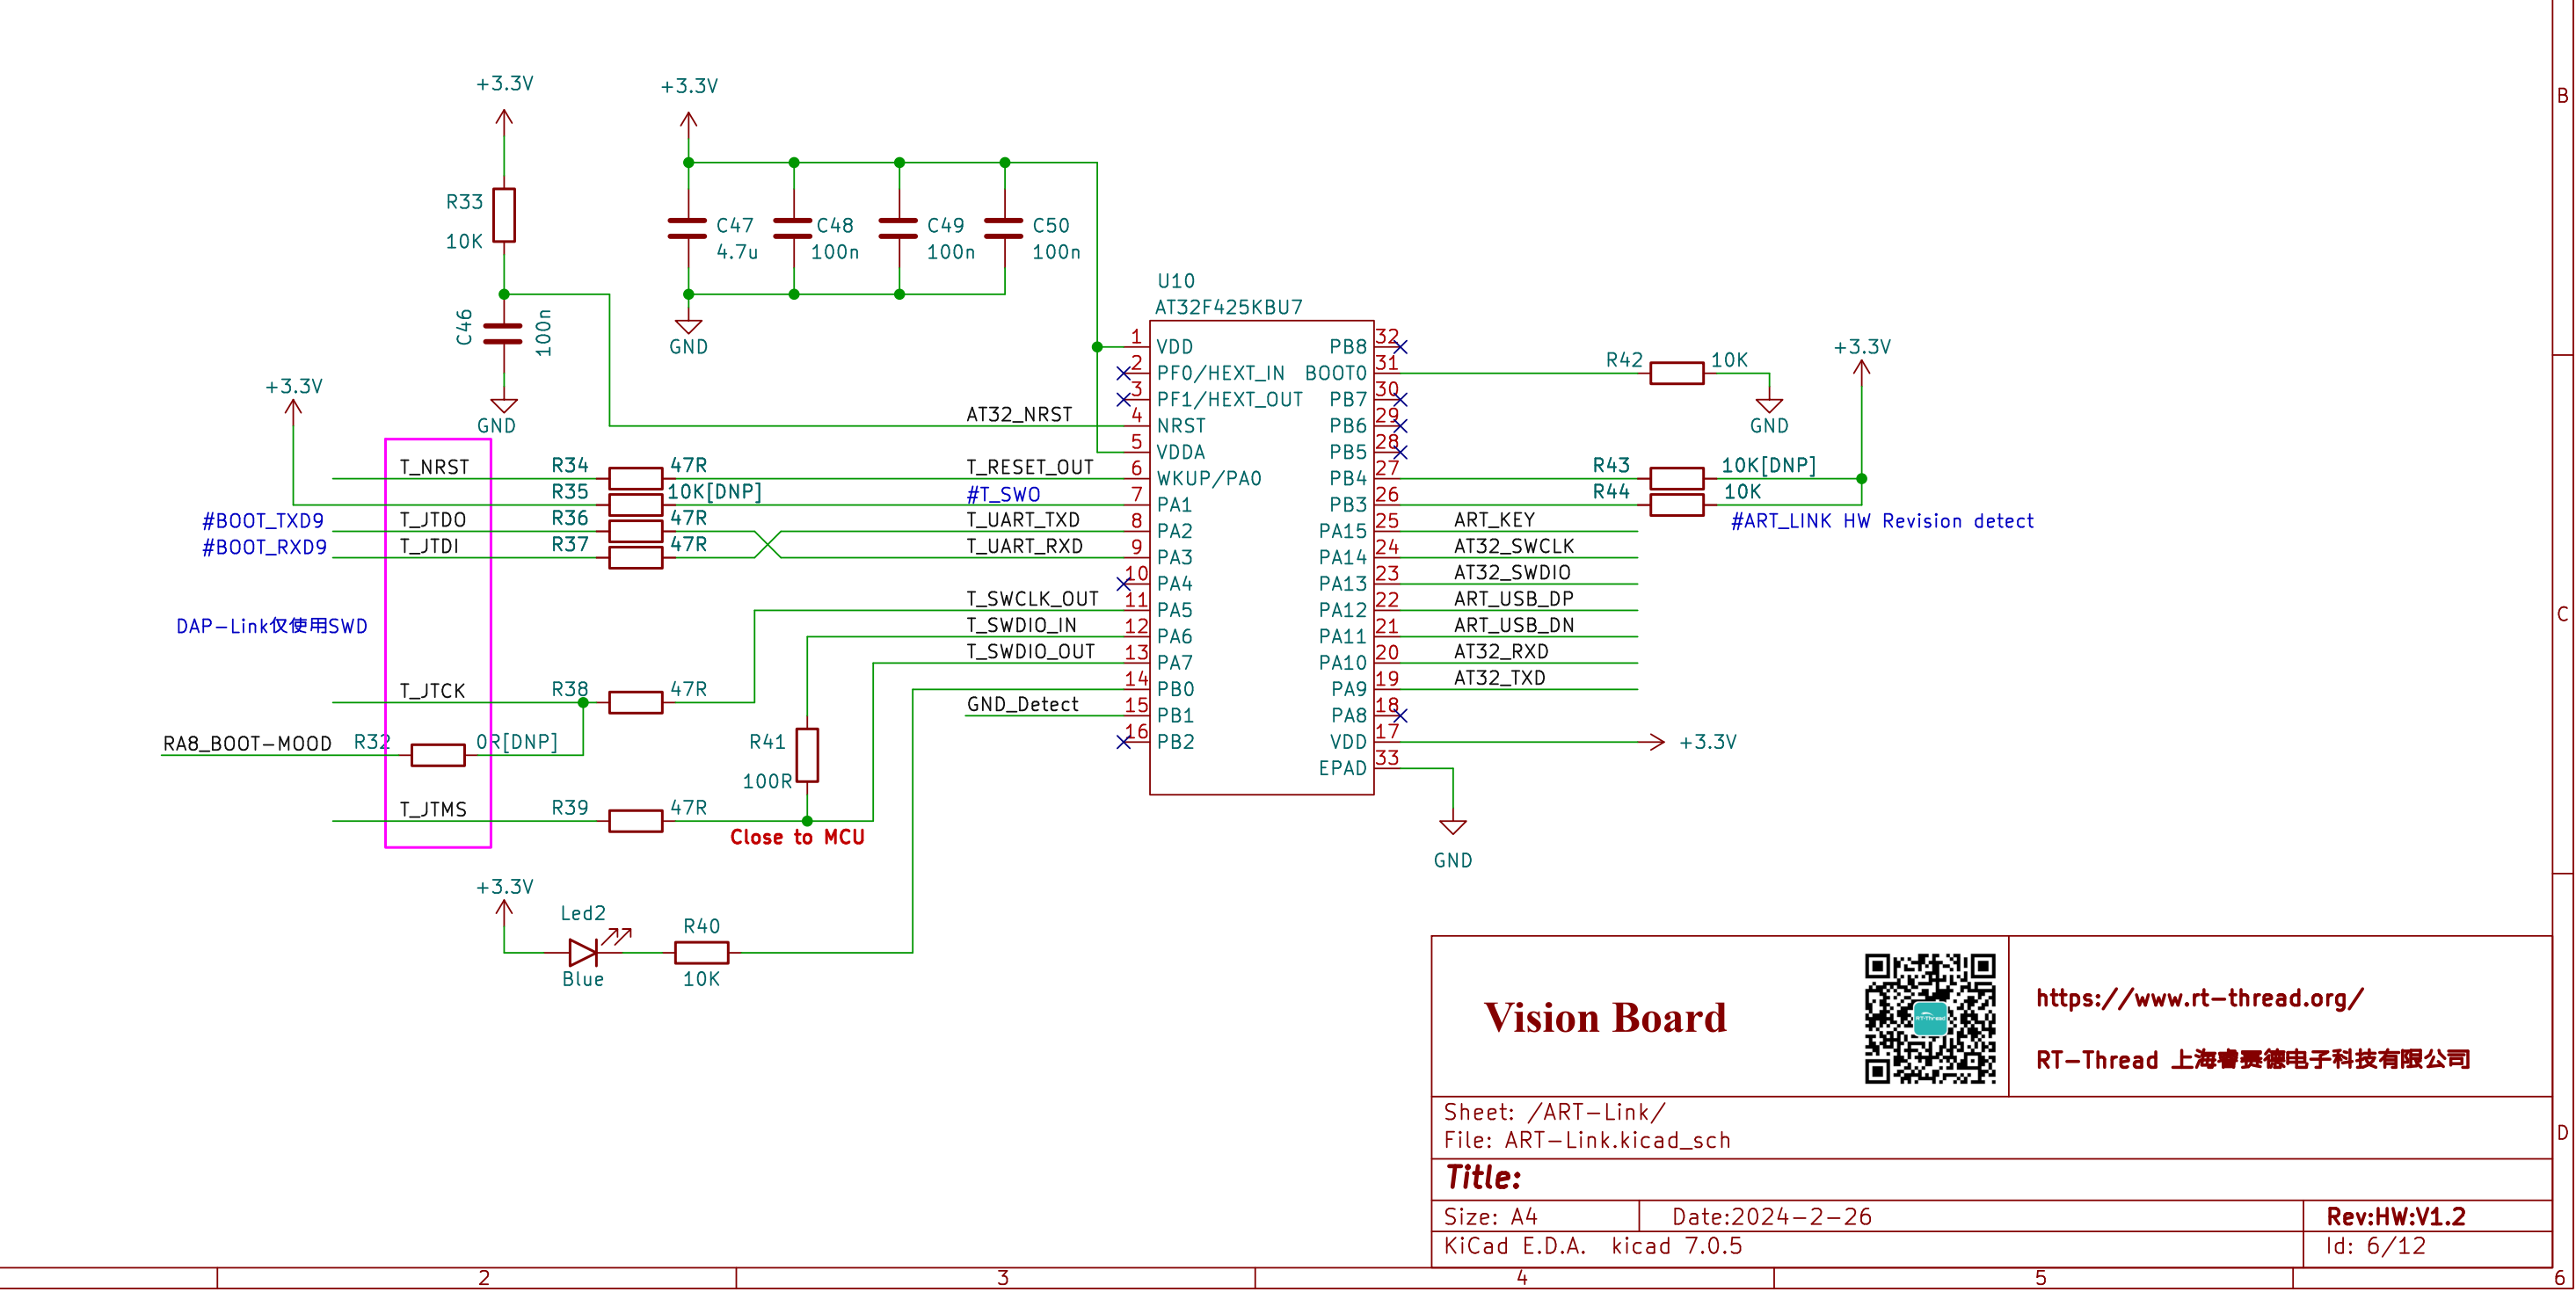 B
+3.3V
+3.3V
R33
10K
C47
4.7u
C48
100n
C49
100n
C50
100n
C46
100n
GND
GND
+3.3V
U10
AT32F425KBU7
1 VDD
2 PF0/HEXT_IN
3 PF1/HEXT_OUT
4 NRST
5 VDDA
6 WKUP/PA0
7 PA1
8 PA2
9 PA3
10 PA4
11 PA5
12 PA6
13 PA7
14 PB0
15 PB1
16 PB2
PB8 32
BOOT0 31
PB7 30
PB6 29
PB5 28
PB4 27
PB3 26
PA15 25
PA14 24
PA13 23
PA12 22
PA11 21
PA10 20
PA9 19
PA8 18
VDD 17
EPAD 33
AT32_NRST
T_NRST R34 47R T_RESET_OUT
R35 10K[DNP] #T_SWO
#BOOT_TXD9 T_JTDO R36 47R T_UART_TXD
#BOOT_RXD9 T_JTDI R37 47R T_UART_RXD
DAP-Link仅使用SWD
T_SWCLK_OUT
T_SWDIO_IN
T_SWDIO_OUT
T_JTCK R38 47R
GND_Detect
RA8_BOOT-MOOD R32 0R[DNP]
R41
100R
T_JTMS R39 47R
Close to MCU
+3.3V
Led2
Blue
R40
10K
R42 10K
GND
+3.3V
R43 10K[DNP]
R44 10K
#ART_LINK HW Revision detect
ART_KEY
AT32_SWCLK
AT32_SWDIO
ART_USB_DP
ART_USB_DN
AT32_RXD
AT32_TXD
+3.3V
GND
C
Vision Board
RT-Thread
https://www.rt-thread.org/
RT-Thread 上海睿赛德电子科技有限公司
Sheet: /ART-Link/
File: ART-Link.kicad_sch
D
Title:
Size: A4
Date:2024-2-26
Rev:HW:V1.2
KiCad E.D.A. kicad 7.0.5
Id: 6/12
2 3 4 5 6